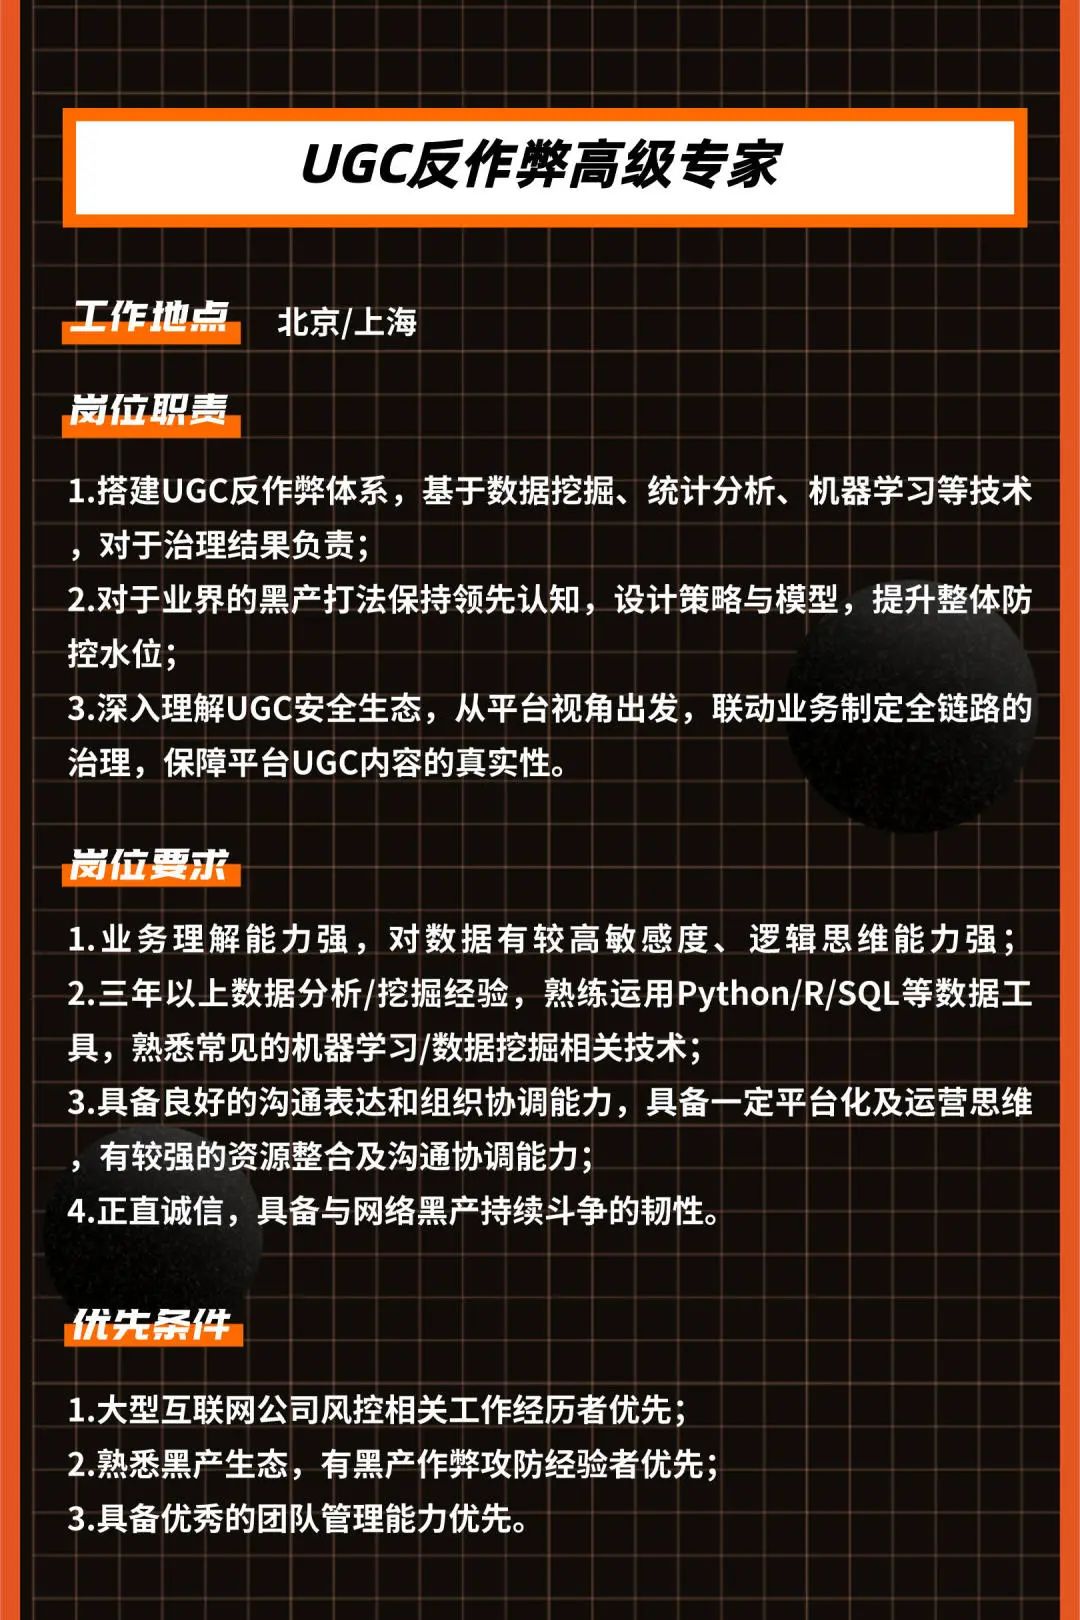 UGC反作弊高级专家
工作地点 北京/上海
岗位职责
1.搭建UGC反作弊体系，基于数据挖掘、统计分析、机器学习等技术
，对于治理结果负责；
2.对于业界的黑产打法保持领先认知，设计策略与模型，提升整体防
控水位；
3.深入理解UGC安全生态，从平台视角出发，联动业务制定全链路的
治理，保障平台UGC内容的真实性。
岗位要求
1.业务理解能力强，对数据有较高敏感度、逻辑思维能力强；
2.三年以上数据分析/挖掘经验，熟练运用Python/R/SQL等数据工
具，熟悉常见的机器学习/数据挖掘相关技术；
3.具备良好的沟通表达和组织协调能力，具备一定平台化及运营思维
，有较强的资源整合及沟通协调能力；
4.正直诚信，具备与网络黑产持续斗争的韧性。
优先条件
1.大型互联网公司风控相关工作经历者优先；
2.熟悉黑产生态，有黑产作弊攻防经验者优先；
3.具备优秀的团队管理能力优先。